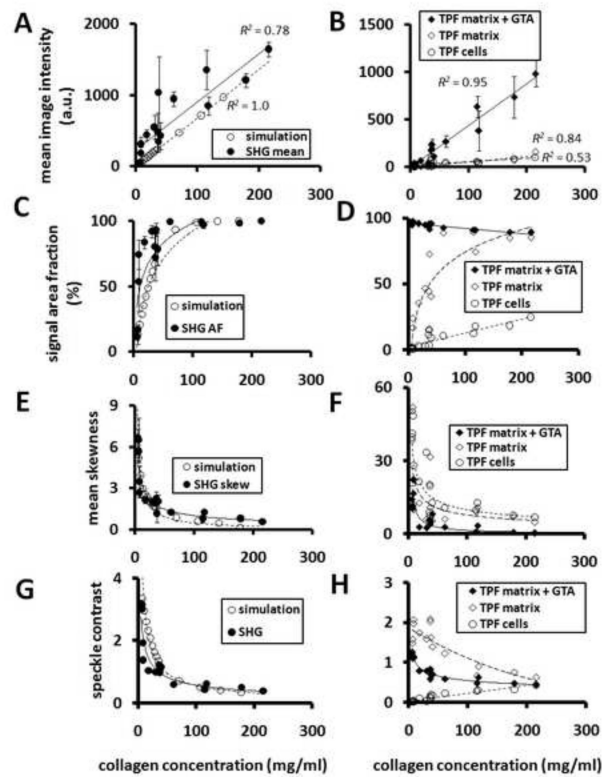 A
mean image intensity
(a.u.)
2000
1000
0
R² = 0.78
R² = 1.0
simulation
SHG mean
0 100 200 300
B
1500
1000
500
0
TPF matrix + GTA
TPF matrix
TPF cells
R² = 0.95
R² = 0.84
R² = 0.53
0 100 200 300
C
signal area fraction
(%)
100
50
0
simulation
SHG AF
0 100 200 300
D
100
50
0
TPF matrix + GTA
TPF matrix
TPF cells
0 100 200 300
E
mean skewness
9
6
3
0
simulation
SHG skew
0 100 200 300
F
60
30
0
TPF matrix + GTA
TPF matrix
TPF cells
0 100 200 300
G
speckle contrast
4
2
0
simulation
SHG
0 100 200 300
collagen concentration (mg/ml)
H
3
2
1
0
TPF matrix + GTA
TPF matrix
TPF cells
0 100 200 300
collagen concentration (mg/ml)